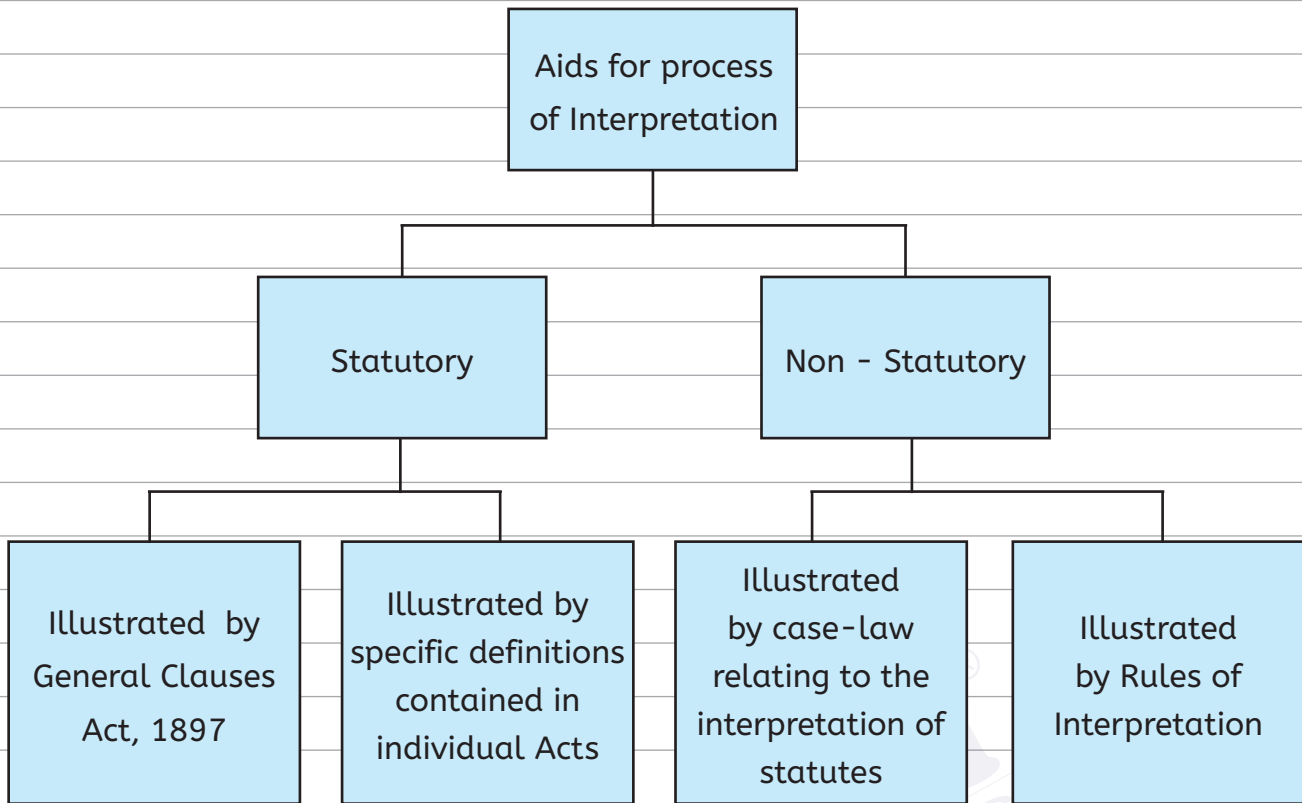 Aids for process
of Interpretation
Statutory
Non - Statutory
Illustrated by
General Clauses
Act, 1897
Illustrated by
specific definitions
contained in
individual Acts
Illustrated
by case-law
relating to the
interpretation of
statutes
Illustrated
by Rules of
Interpretation